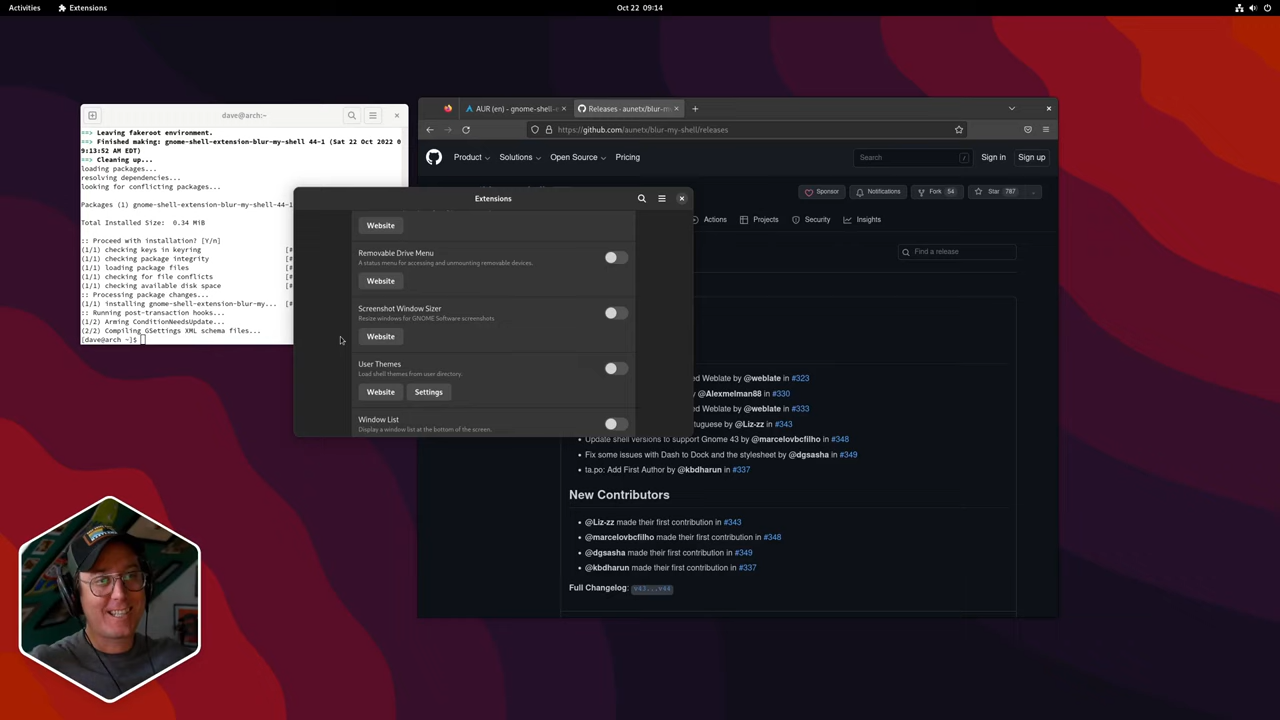 Activities
Extensions
Oct 22 09:14
dave@arch:~
==> Leaving fakeroot environment.
==> Finished making: gnome-shell-extension-blur-my-shell 44-1 (Sat 22 Oct 2022 0
9:13:52 AM EDT)
==> Cleaning up...
loading packages...
resolving dependencies...
looking for conflicting packages...
Packages (1) gnome-shell-extension-blur-my-shell-44-1
Total Installed Size: 0.34 MiB
:: Proceed with installation? [Y/n]
(1/1) checking keys in keyring [#
(1/1) checking package integrity [#
(1/1) loading package files [#
(1/1) checking for file conflicts [#
(1/1) checking available disk space [#
:: Processing package changes...
(1/1) installing gnome-shell-extension-blur-my... [#
:: Running post-transaction hooks...
(1/2) Arming ConditionNeedsUpdate...
(2/2) Compiling GSettings XML schema files...
[dave@arch ~]$
Extensions
Website
Removable Drive Menu
A status menu for accessing and unmounting removable devices.
Website
Screenshot Window Sizer
Resize windows for GNOME Software screenshots
Website
User Themes
Load shell themes from user directory.
Website Settings
Window List
Display a window list at the bottom of the screen.
AUR (en) - gnome-shell-e
Releases · aunetx/blur-m
https://github.com/aunetx/blur-my-shell/releases
Product Solutions Open Source Pricing
Search /
Sign in Sign up
Sponsor Notifications Fork 54 Star 787
Actions Projects Security Insights
Find a release
ed Weblate by @weblate in #323
ed Weblate by @Alexmelman88 in #330
ed Weblate by @weblate in #333
tuguese by @Liz-zz in #343
Update shell versions to support Gnome 43 by @marcelovbcfilho in #348
Fix some issues with Dash to Dock and the stylesheet by @dgsasha in #349
ta.po: Add First Author by @kbdharun in #337
New Contributors
@Liz-zz made their first contribution in #343
@marcelovbcfilho made their first contribution in #348
@dgsasha made their first contribution in #349
@kbdharun made their first contribution in #337
Full Changelog: v43...v44